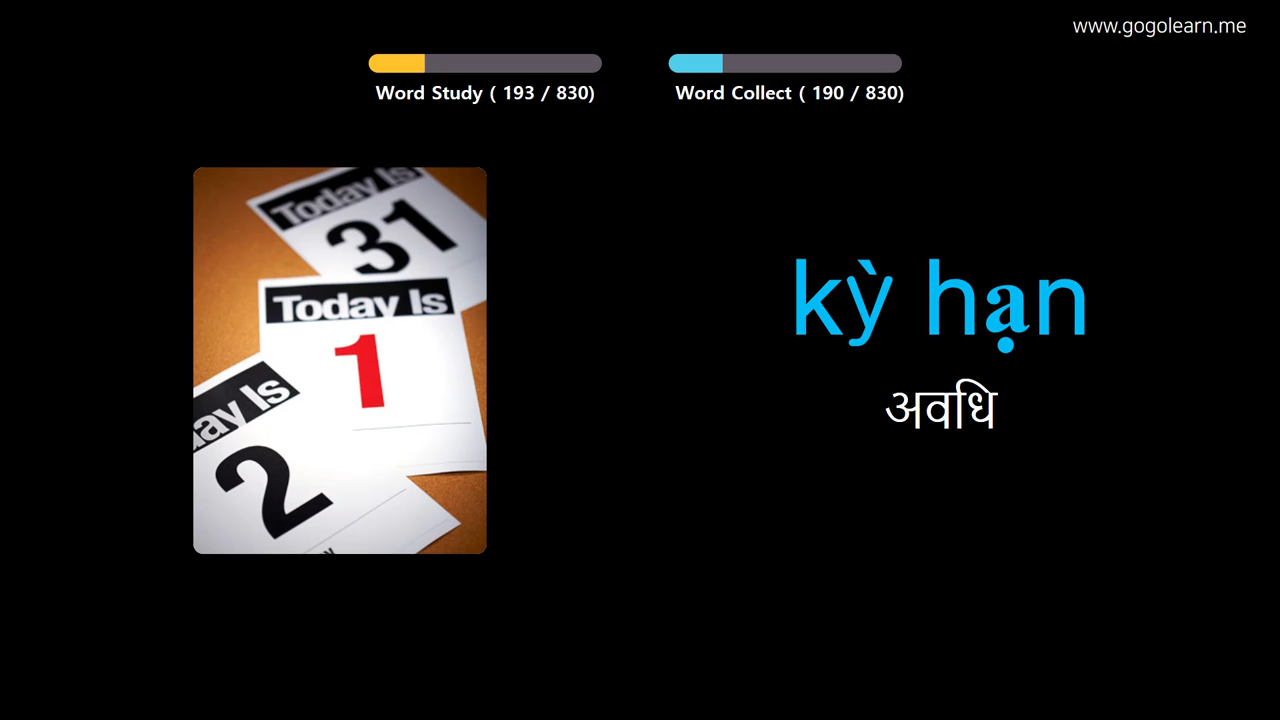 www.gogolearn.me
Word Study ( 193 / 830)
Word Collect ( 190 / 830)
Today Is
31
Today Is
1
ay Is
2
kỳ hạn
अवधि